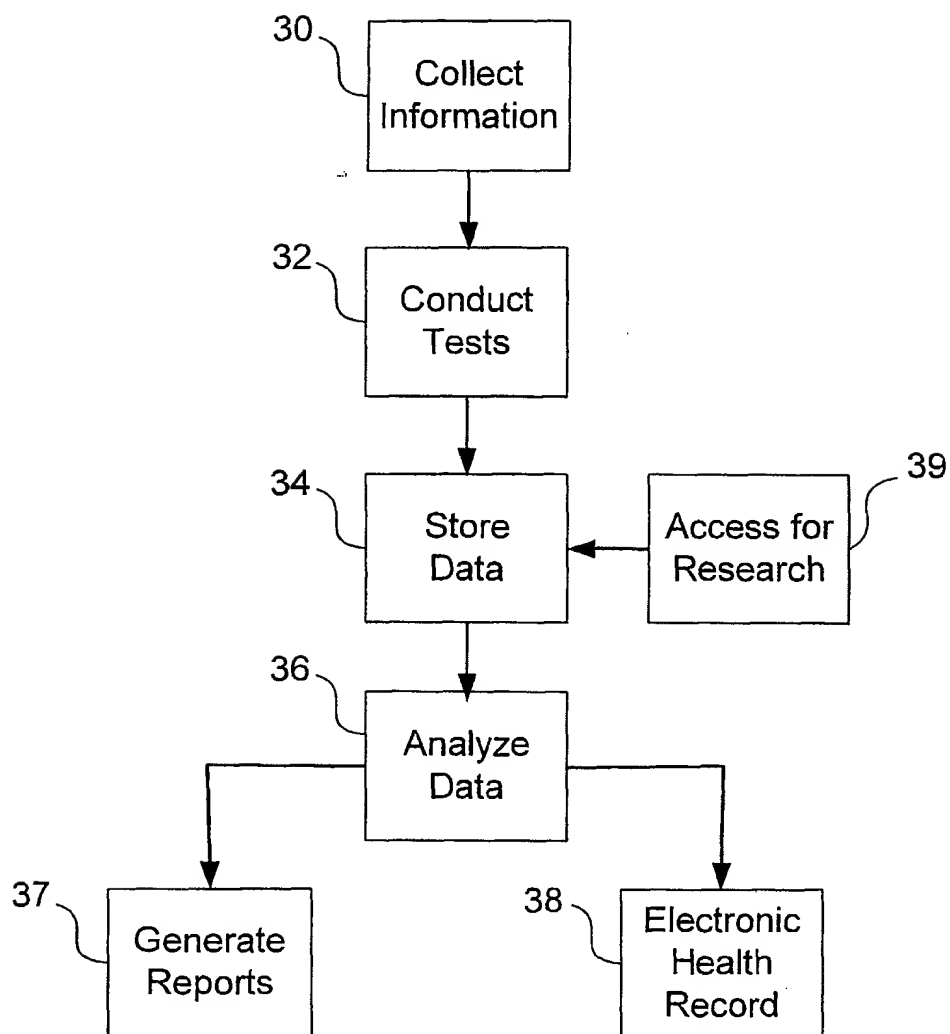 30
Collect
Information
32
Conduct
Tests
34
Store
Data
39
Access for
Research
36
Analyze
Data
37
Generate
Reports
38
Electronic
Health
Record